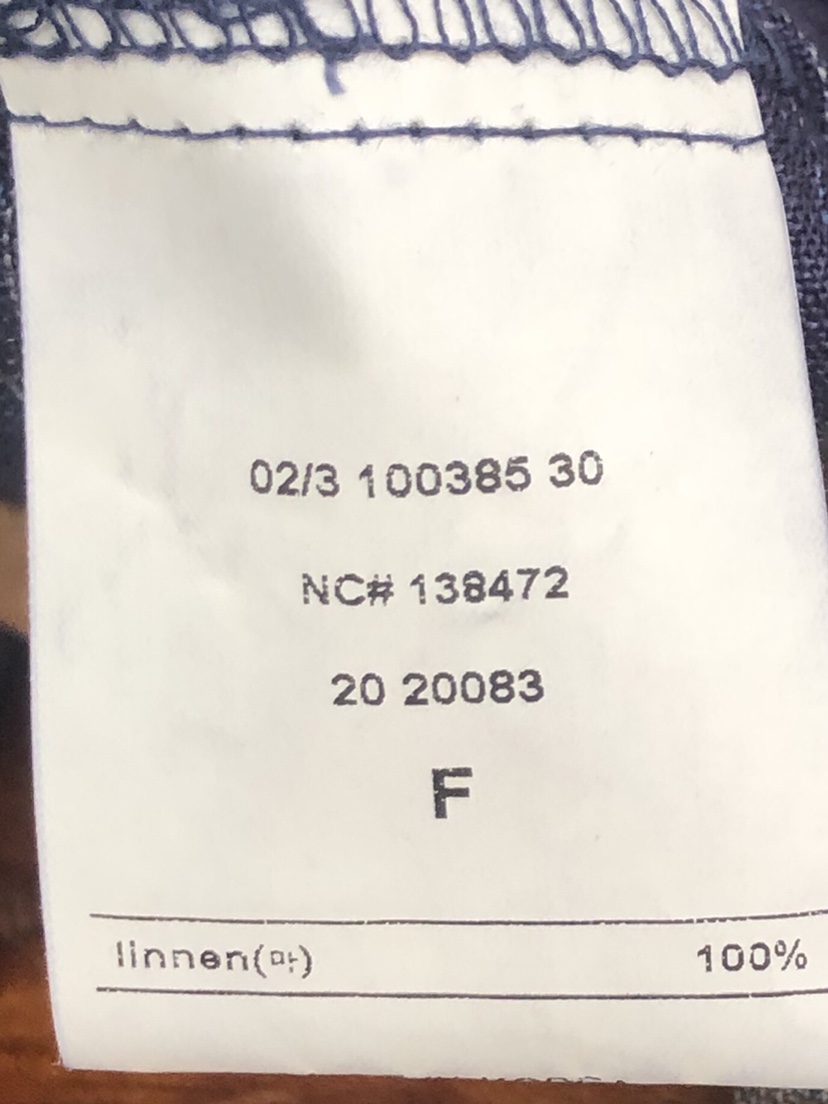 02/3 100385 30
NC# 138472
20 20083
F
linnen(마) 100%